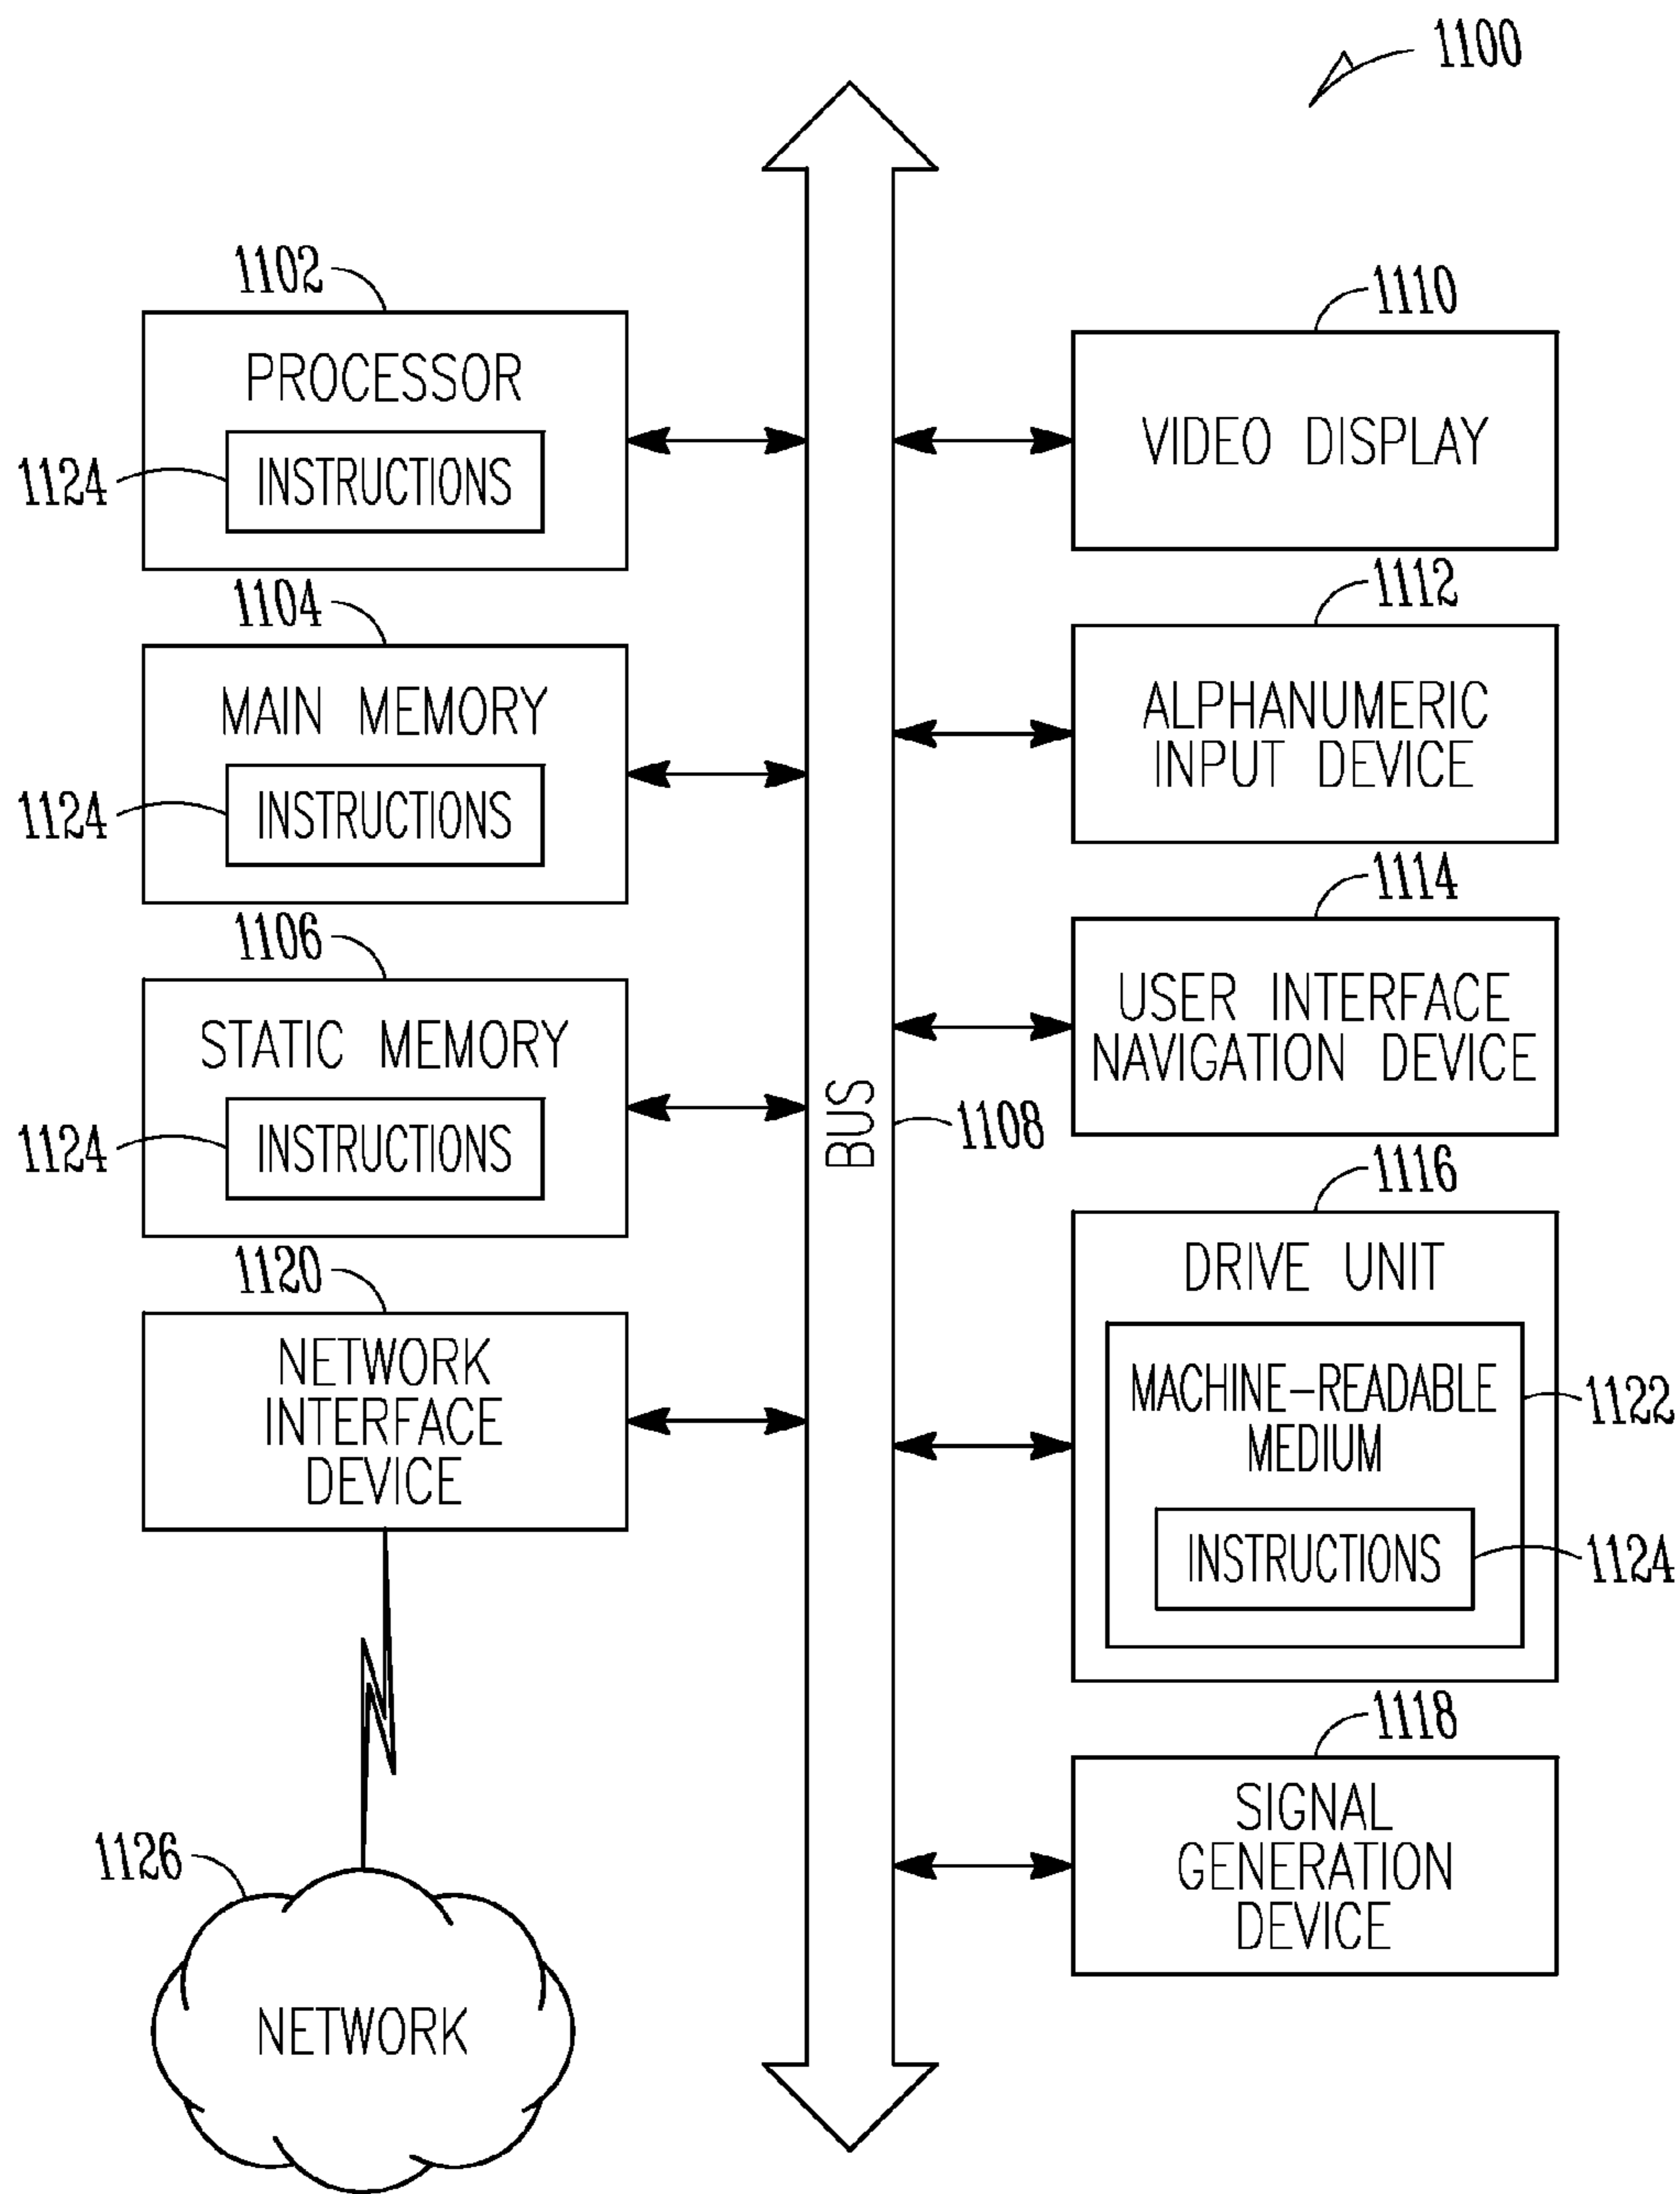 1100
1102
PROCESSOR
1124
INSTRUCTIONS
1104
MAIN MEMORY
1124
INSTRUCTIONS
1106
STATIC MEMORY
1124
INSTRUCTIONS
1120
NETWORK
INTERFACE
DEVICE
1126
NETWORK
BUS
1108
1110
VIDEO DISPLAY
1112
ALPHANUMERIC
INPUT DEVICE
1114
USER INTERFACE
NAVIGATION DEVICE
1116
DRIVE UNIT
MACHINE-READABLE
MEDIUM
1122
INSTRUCTIONS
1124
1118
SIGNAL
GENERATION
DEVICE